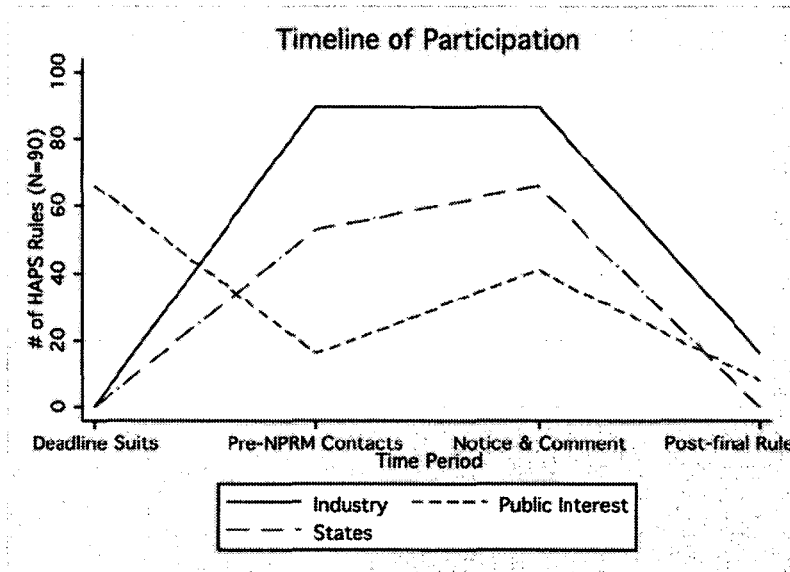 Timeline of Participation
# of HAPS Rules (N=90)
100
80
60
40
20
0
Deadline Suits Pre-NPRM Contacts Notice & Comment Post-final Rule
Time Period
Industry Public Interest
States